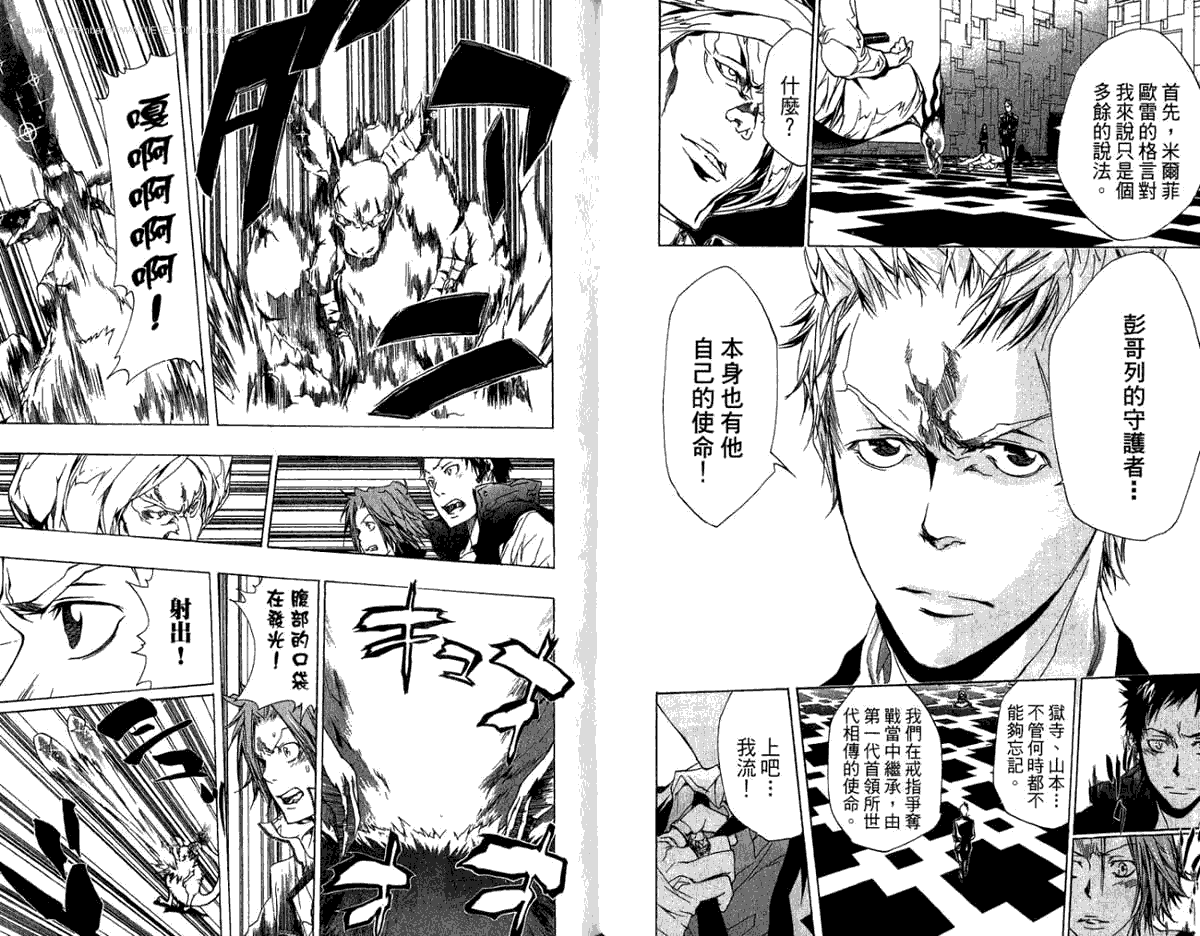 首先，米爾菲
歐雷的格言對
我來說只是個
多餘的說法。
什麼？
彭哥列的守護者…
本身也有他
自己的使命！
獄寺、山本…
不管何時都不
能夠忘記。
我們在戒指爭奪
戰當中繼承，由
第一代首領所世
代相傳的使命。
上吧…
我流！
嘎啊啊啊啊！
キュ
腹部的口袋
在發光！
射出！